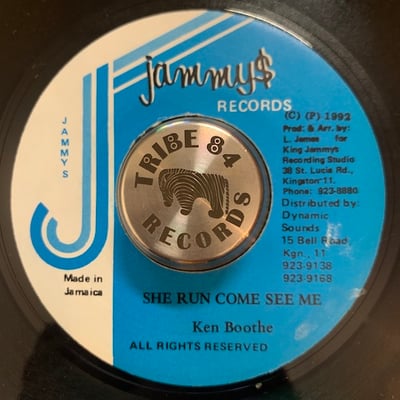 jammy$
RECORDS
JAMMYS
(C) (P) 1992
Prod: & Arr. by:
L. James for
King Jammys
Recording Studio
38 St. Lucia Rd.,
Kingston 11.
Phone: 923-8880
Distributed by:
Dynamic
Sounds
15 Bell Road,
Kgn., 11
923-9138
923-9168
TRIBE 84
RECORDS
Made in
Jamaica
SHE RUN COME SEE ME
Ken Boothe
ALL RIGHTS RESERVED